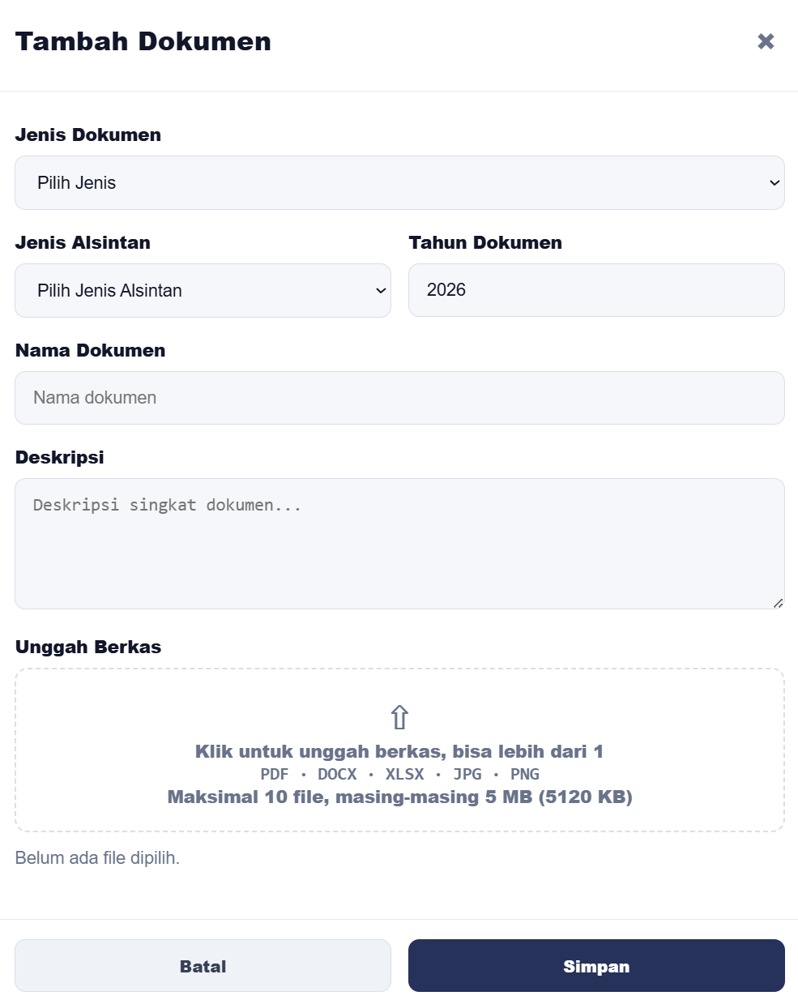 Tambah Dokumen
Jenis Dokumen
Pilih Jenis
Jenis Alsintan
Tahun Dokumen
Pilih Jenis Alsintan
2026
Nama Dokumen
Nama dokumen
Deskripsi
Deskripsi singkat dokumen...
Unggah Berkas
Klik untuk unggah berkas, bisa lebih dari 1
PDF · DOCX · XLSX · JPG · PNG
Maksimal 10 file, masing-masing 5 MB (5120 KB)
Belum ada file dipilih.
Batal
Simpan